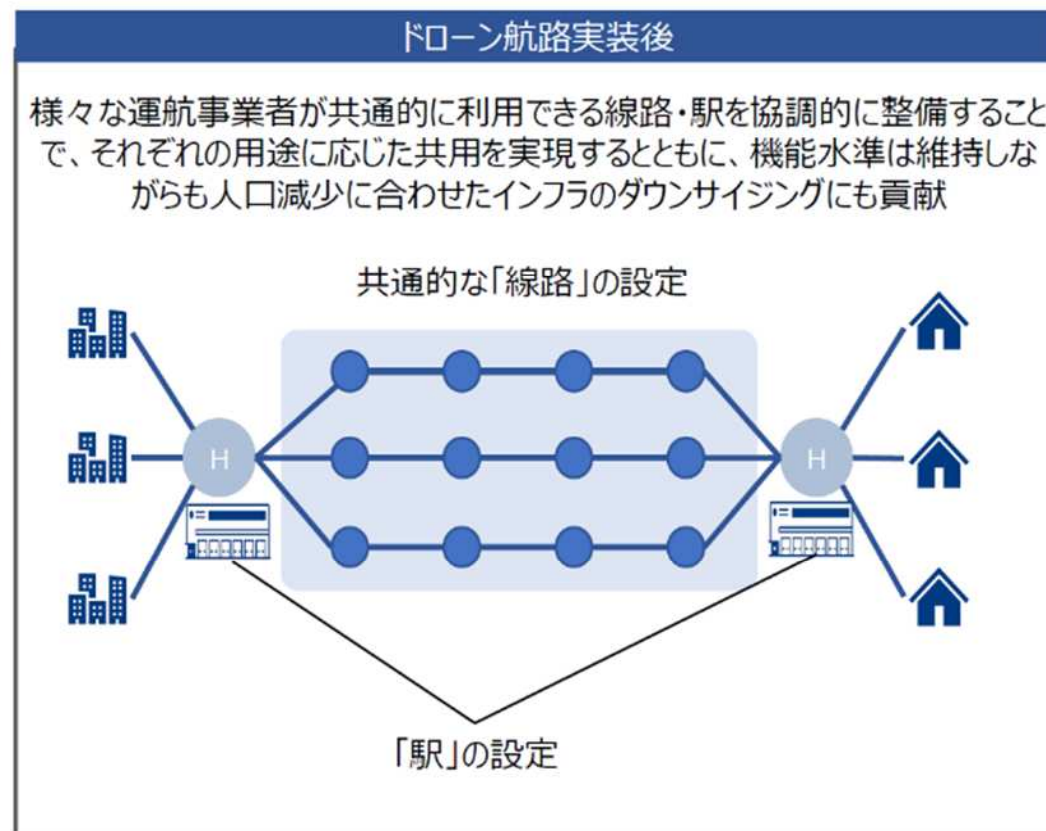 ドローン航路実装後
様々な運航事業者が共通的に利用できる線路・駅を協調的に整備すること
で、それぞれの用途に応じた共用を実現するとともに、機能水準は維持しな
がらも人口減少に合わせたインフラのダウンサイジングにも貢献
共通的な「線路」の設定
H
H
「駅」の設定